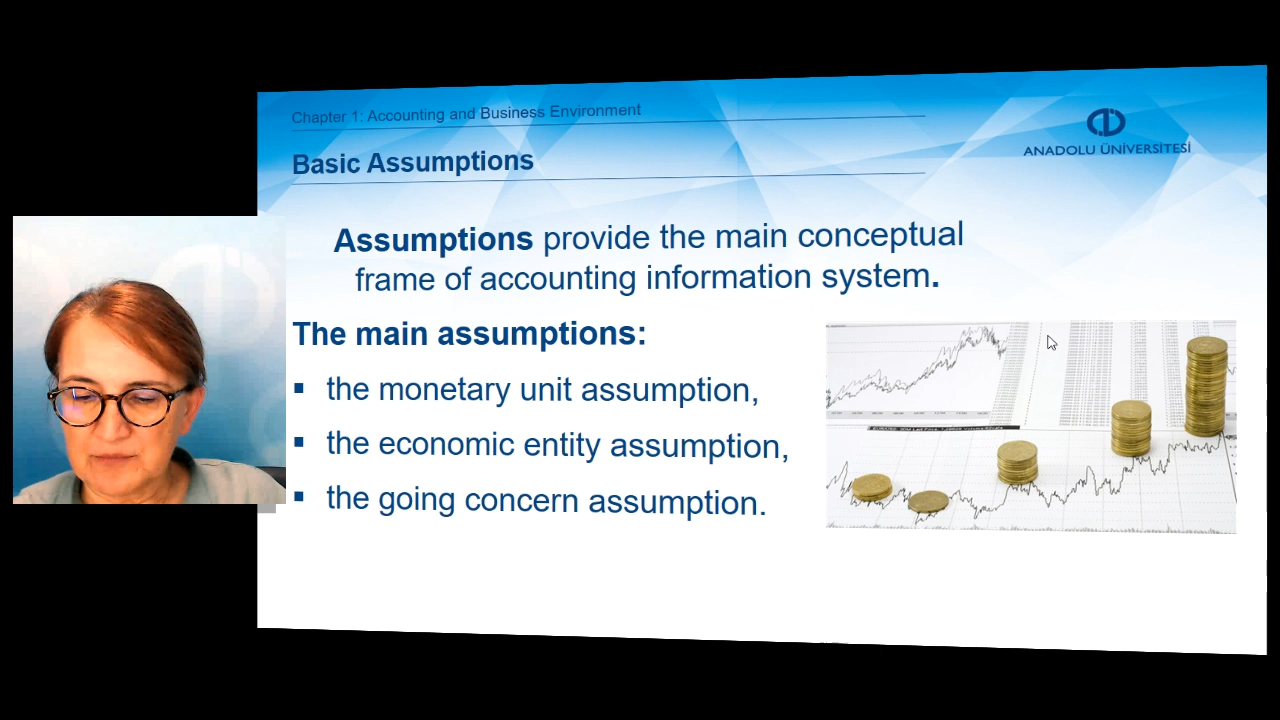 Chapter 1: Accounting and Business Environment
ANADOLU ÜNİVERSİTESİ
Basic Assumptions
Assumptions provide the main conceptual
frame of accounting information system.
The main assumptions:
▪ the monetary unit assumption,
▪ the economic entity assumption,
▪ the going concern assumption.